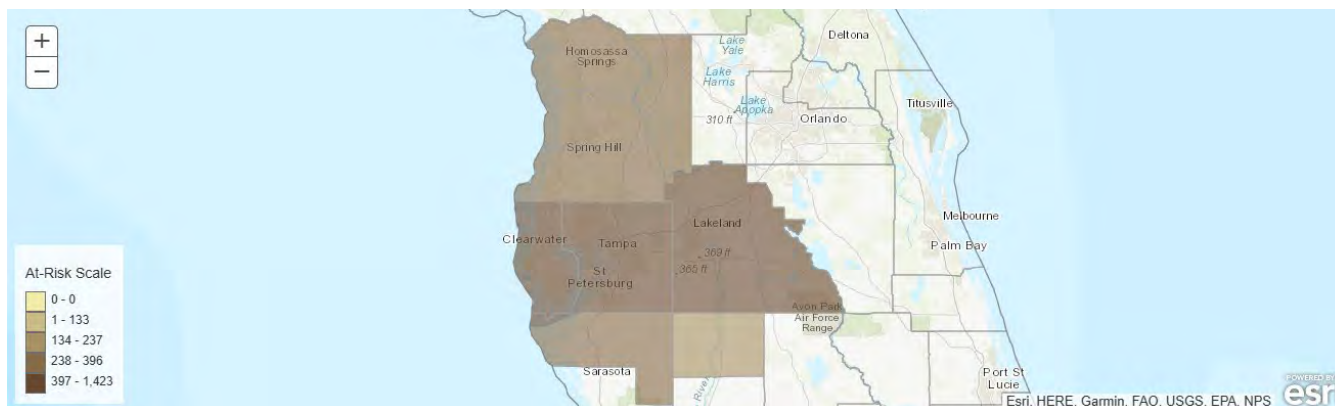 +
−
Homosassa
Springs
Lake
Yale
Lake
Harris
Lake
Apopka
310 ft
Deltona
Titusville
Orlando
Spring Hill
Clearwater
Tampa
Lakeland
St
Petersburg
369 ft
365 ft
Melbourne
Palm Bay
Avon Park
Air Force
Range
Sarasota
River
Port St
Lucie
At-Risk Scale
0 - 0
1 - 133
134 - 237
238 - 396
397 - 1,423
Esri, HERE, Garmin, FAO, USGS, EPA, NPS
POWERED BY
esri